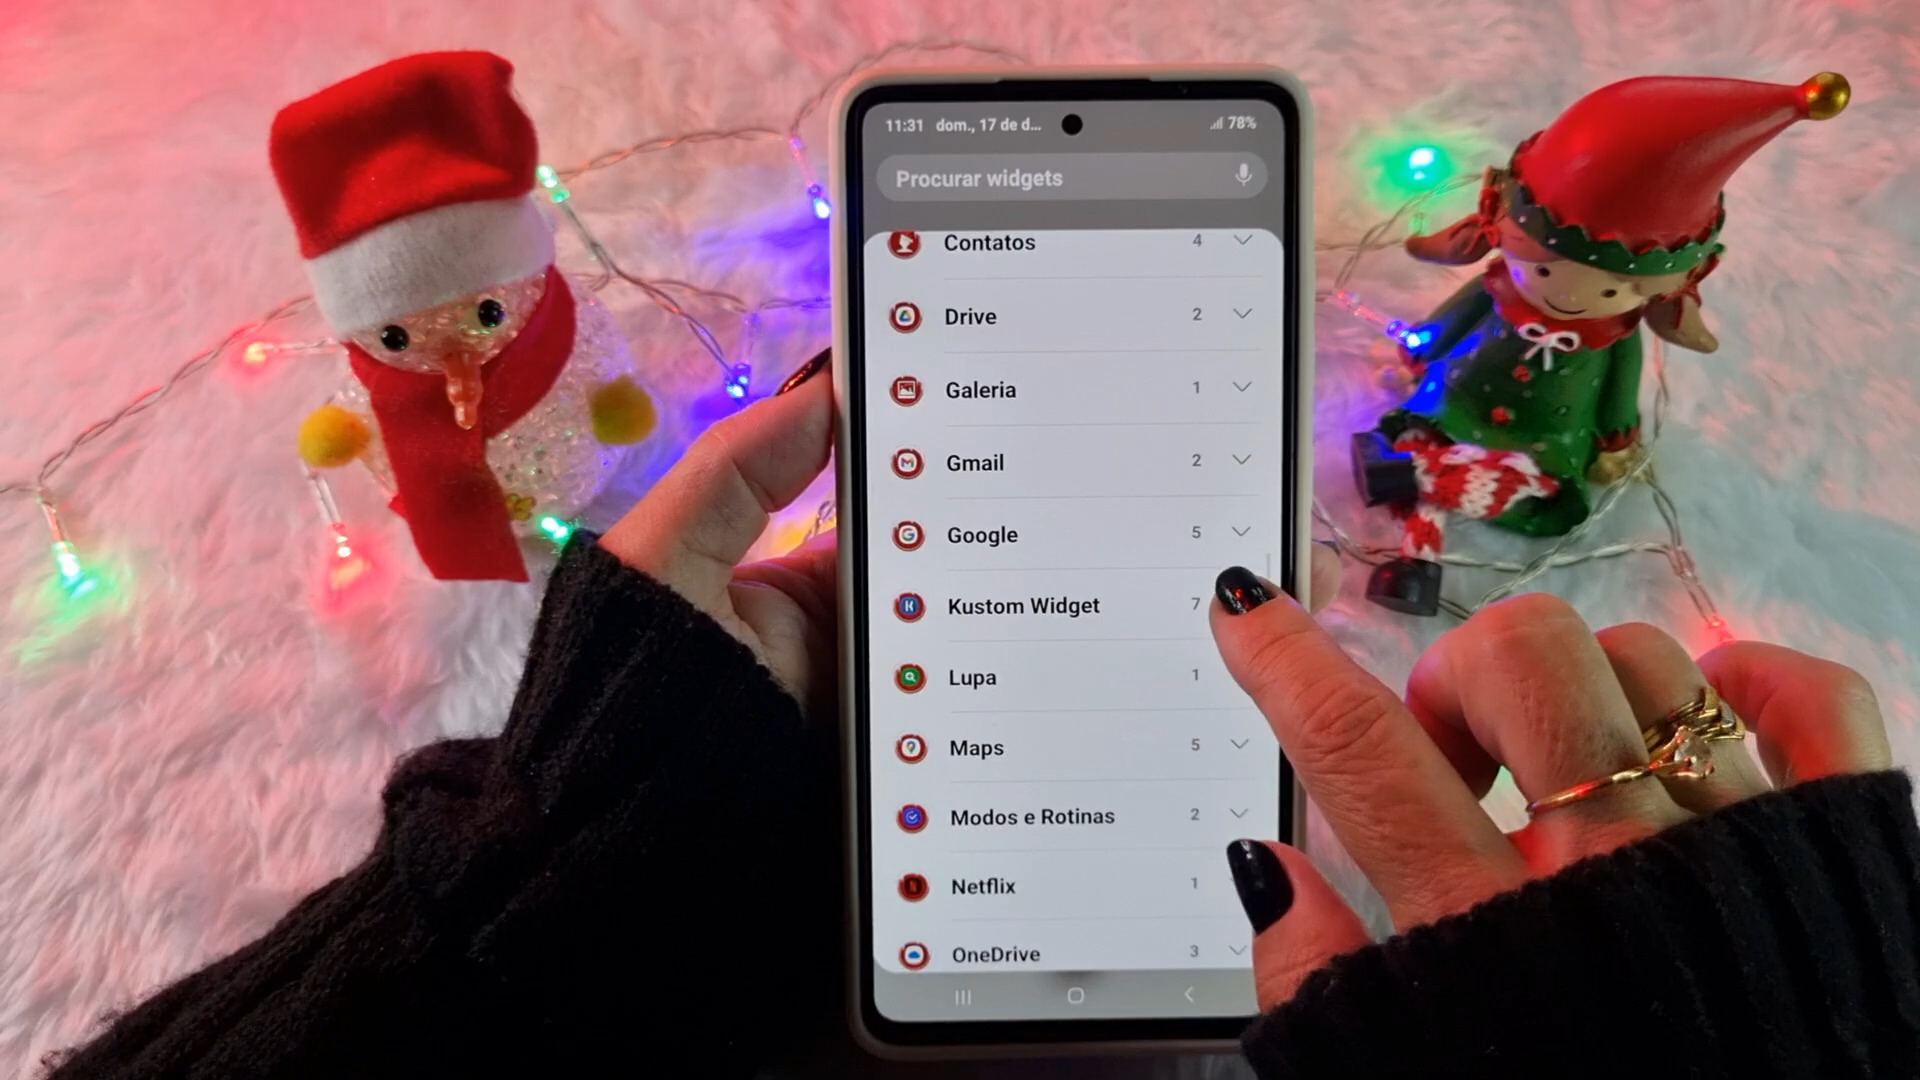 11:31 dom., 17 de d... 78%
Procurar widgets
Contatos 4
Drive 2
Galeria 1
Gmail 2
Google 5
Kustom Widget 7
Lupa 1
Maps 5
Modos e Rotinas 2
Netflix 1
OneDrive 3